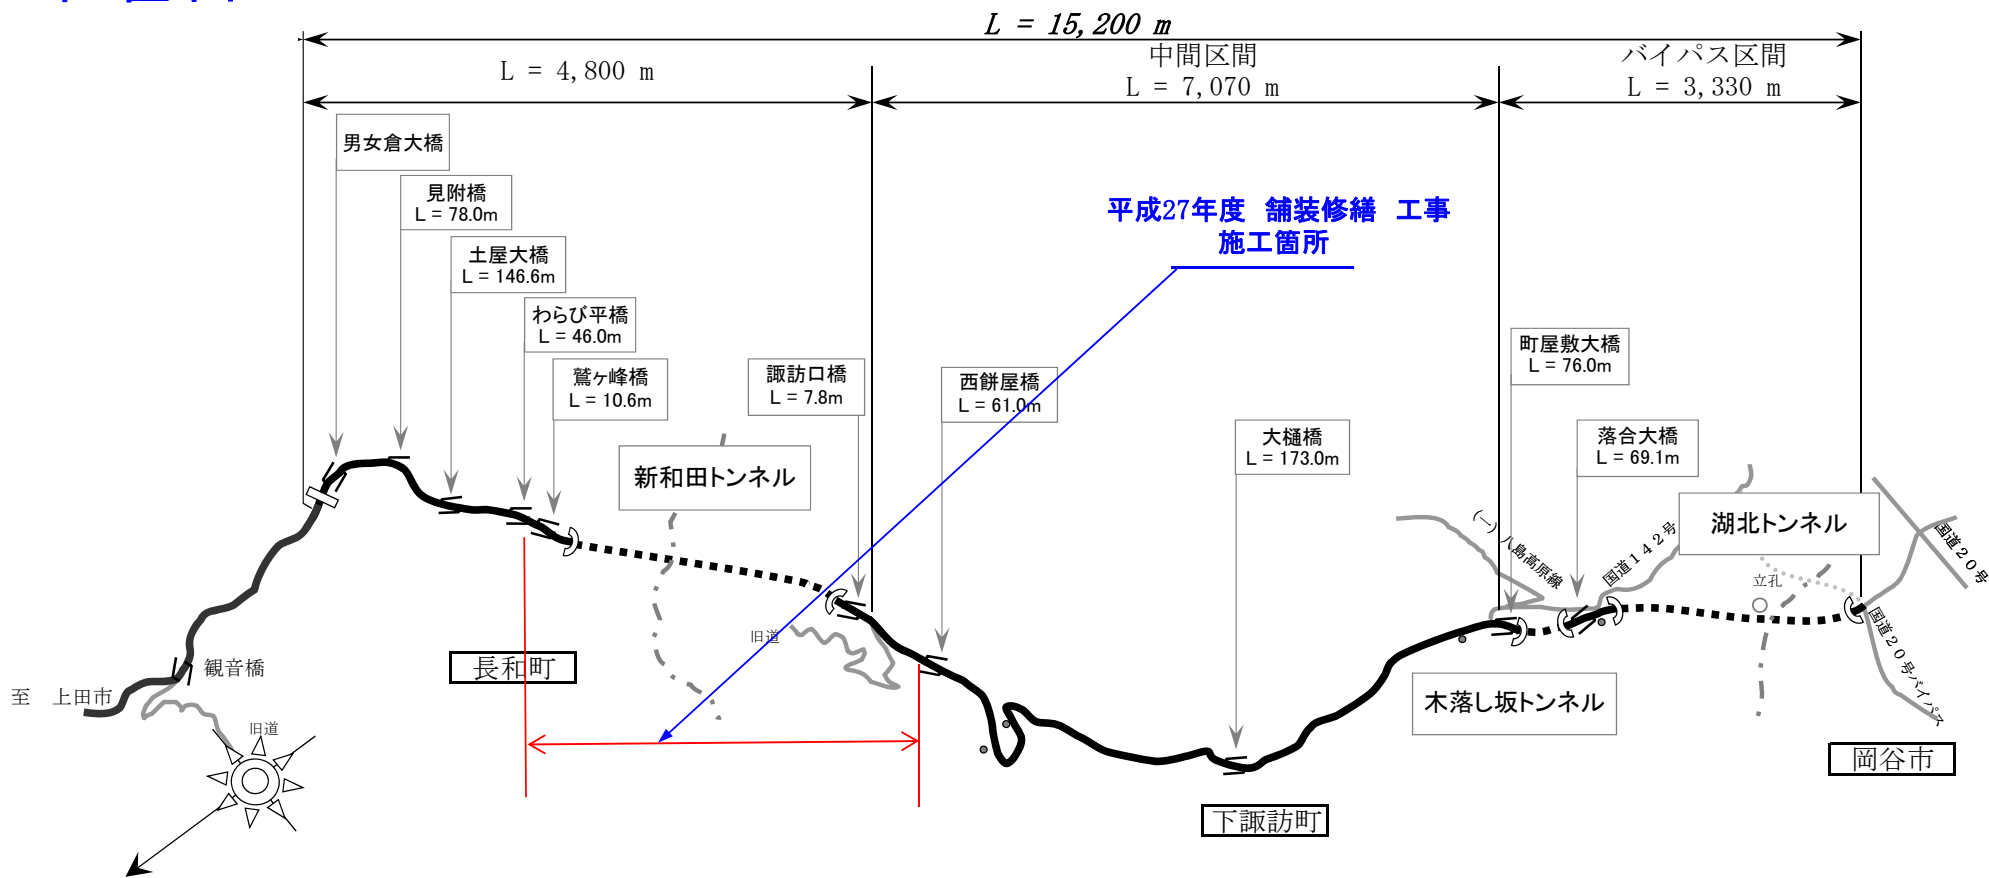 L = 15,200 m
中間区間
バイパス区間
L = 4,800 m
L = 7,070 m
L = 3,330 m
男女倉大橋
見附橋
L = 78.0m
平成27年度 舗装修繕 工事
施工箇所
土屋大橋
L = 146.6m
わらび平橋
L = 46.0m
鷲ヶ峰橋
L = 10.6m
諏訪口橋
L = 7.8m
西餅屋橋
L = 61.0m
町屋敷大橋
L = 76.0m
大樋橋
L = 173.0m
落合大橋
L = 69.1m
新和田トンネル
湖北トンネル
(一)八島高原線
国道142号
国道20号
立孔
国道20号バイパス
旧道
長和町
観音橋
至 上田市
木落し坂トンネル
旧道
岡谷市
下諏訪町